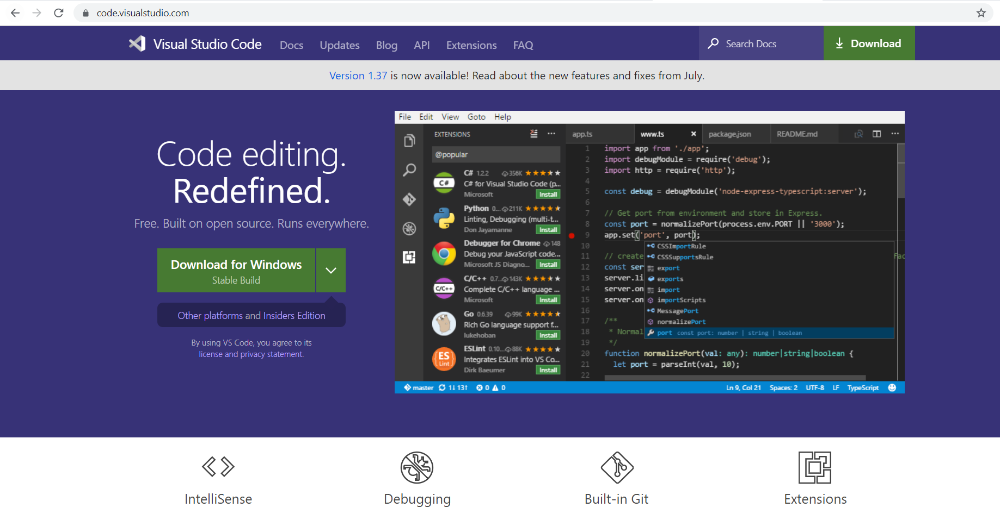 code.visualstudio.com
Visual Studio Code Docs Updates Blog API Extensions FAQ Search Docs Download
Version 1.37 is now available! Read about the new features and fixes from July.
Code editing.
Redefined.
Free. Built on open source. Runs everywhere.
Download for Windows
Stable Build
Other platforms and Insiders Edition
By using VS Code, you agree to its
license and privacy statement.
File Edit View Goto Help
EXTENSIONS
@popular
C# 1.2.2 356K
C# for Visual Studio Code (p...
Microsoft Install
Python 0.... 211K
Linting, Debugging (multi-t...
Don Jayamanne Install
Debugger for Chrome 148
Debug your JavaScript code...
Microsoft JS Diagno... Install
C/C++ 0.7... 143K
Complete C/C++ language ...
Microsoft Install
Go 0.6.39 99K
Rich Go language support f...
lukehoban Install
ESLint 0.10... 88K
Integrates ESLint into VS Co...
Dirk Baeumer Install
C#
C/C++
ES
Lint
app.ts www.ts package.json README.md
1 import app from './app';
2 import debugModule = require('debug');
3 import http = require('http');
4
5 const debug = debugModule('node-express-typescript:server');
6
7 // Get port from environment and store in Express.
8 const port = normalizePort(process.env.PORT || '3000');
9 app.set('port', port);
10
11 // create fac
12 const ser
13 server.li
14 server.on
15 server.on
16
17 /**
18 * Normal
19 */
20 function normalizePort(val: any): number|string|boolean {
21 let port = parseInt(val, 10);
22
CSSImportRule
CSSSupportsRule
export
exports
import
importScripts
MessagePort
normalizePort
port const port: number | string | boolean
master 1↓ 13↑ 0 0 Ln 9, Col 21 Spaces: 2 UTF-8 LF TypeScript
IntelliSense Debugging Built-in Git Extensions